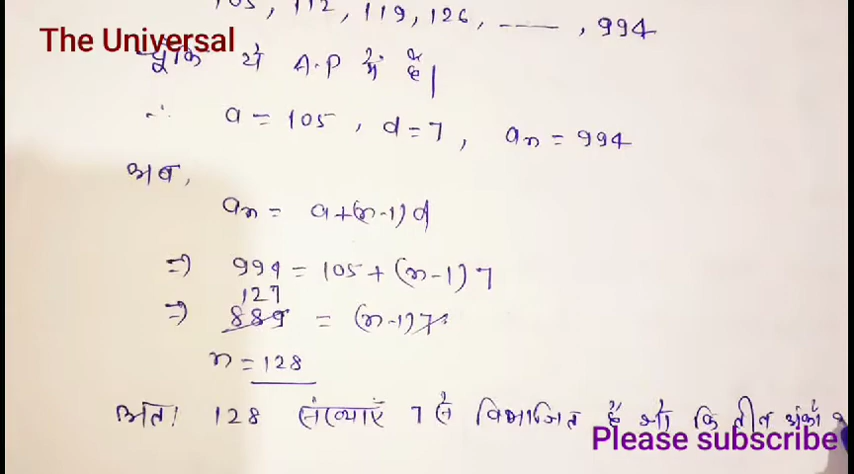 105, 112, 119, 126, ——, 994
The Universal
चूँकि ये A.P में है।
∴ a = 105, d = 7, an = 994
अब,
an = a+(n-1)d
⇒ 994 = 105+(n-1)7
127
⇒ 889 = (n-1)7
n = 128
अतः 128 संख्याएँ 7 से विभाजित हैं जो कि तीन अंकों
Please subscribe